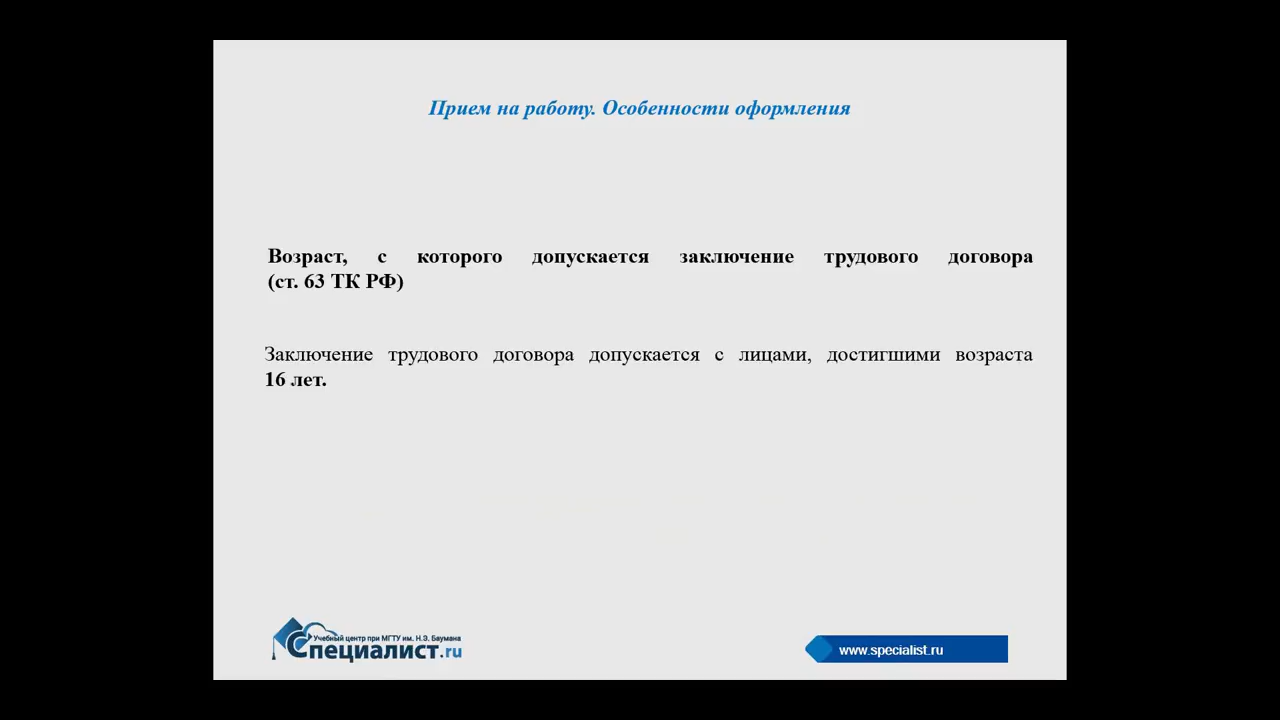 Прием на работу. Особенности оформления
Возраст, с которого допускается заключение трудового договора
(ст. 63 ТК РФ)
Заключение трудового договора допускается с лицами, достигшими возраста
16 лет.
Учебный центр при МГТУ им. Н.Э. Баумана
Специалист.ru
www.specialist.ru